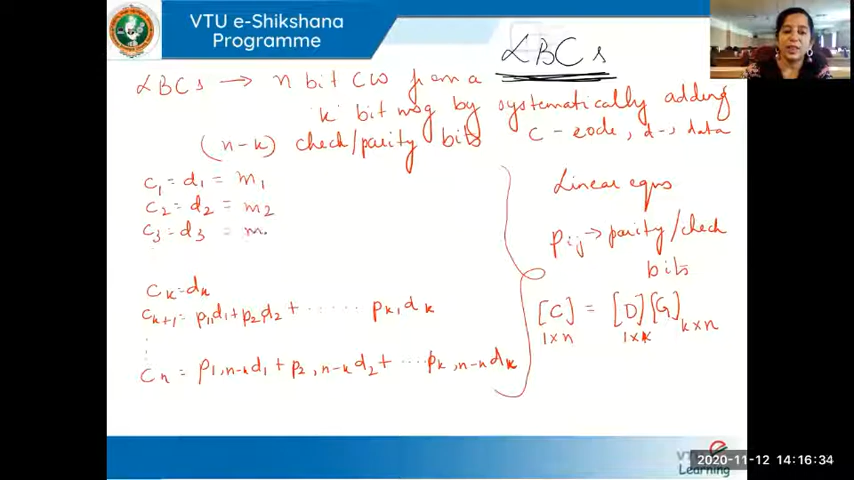 VTU e-Shikshana
Programme
LBCs
LBCs → n bit CW from a
k bit msg by systematically adding
(n-k) check/parity bits
C - code, d -> data
c1 = d1 = m1
c2 = d2 = m2
c3 = d3 = m.
Linear eqns
Pij → parity/check
bits
ck = dk
ck+1 = p11d1 + p21d2 + ...... pk1dk
[C] = [D][G]k×n
1×n 1×k
:
cn = p1,n-kd1 + p2,n-kd2 + ... pk,n-kdk
e
VTU
Learning
2020-11-12 14:16:34